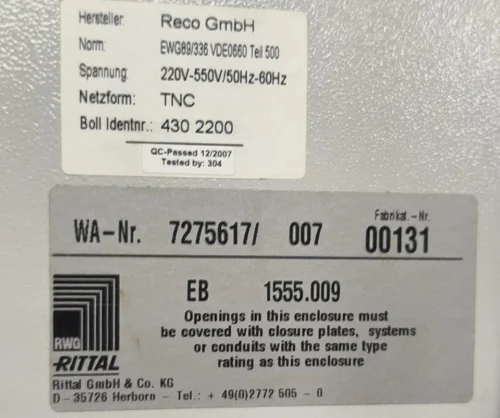 Hersteller: Reco GmbH
Norm: EWG89/336 VDE0660 Teil 500
Spannung: 220V-550V/50Hz-60Hz
Netzform: TNC
Boll Identnr.: 430 2200
QC-Passed 12/2007
Tested by: 304
WA-Nr. 7275617/ 007
Fabrikat.-Nr.
00131
EB 1555.009
Openings in this enclosure must
be covered with closure plates, systems
or conduits with the same type
rating as this enclosure
RWG
RITTAL
Rittal GmbH & Co. KG
D-35726 Herborn - Tel.: + 49(0)2772 505 - 0